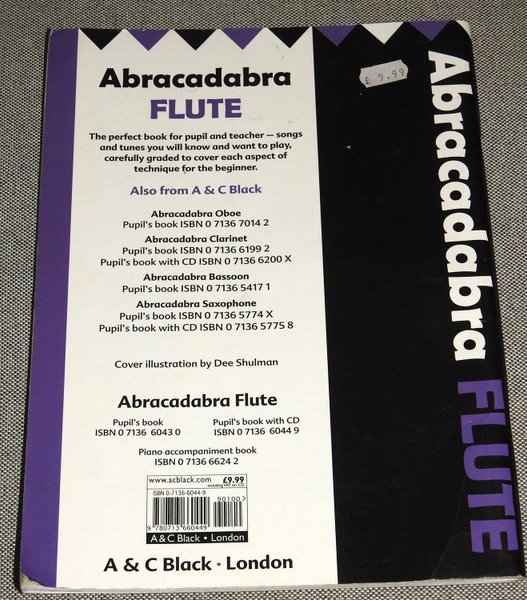 Abracadabra
FLUTE
The perfect book for pupil and teacher – songs
and tunes you will know and want to play,
carefully graded to cover each aspect of
technique for the beginner.
Also from A & C Black
Abracadabra Oboe
Pupil's book ISBN 0 7136 7014 2
Abracadabra Clarinet
Pupil's book ISBN 0 7136 6199 2
Pupil's book with CD ISBN 0 7136 6200 X
Abracadabra Bassoon
Pupil's book ISBN 0 7136 5417 1
Abracadabra Saxophone
Pupil's book ISBN 0 7136 5774 X
Pupil's book with CD ISBN 0 7136 5775 8
Cover illustration by Dee Shulman
Abracadabra Flute
Pupil's book
ISBN 0 7136 6043 0
Pupil's book with CD
ISBN 0 7136 6044 9
Piano accompaniment book
ISBN 0 7136 6624 2
www.acblack.com £9.99
including VAT on CD
ISBN 0-7136-6044-9
90100
9 780713 660449
A & C Black • London
A & C Black • London
£ 9.99
Abracadabra FLUTE